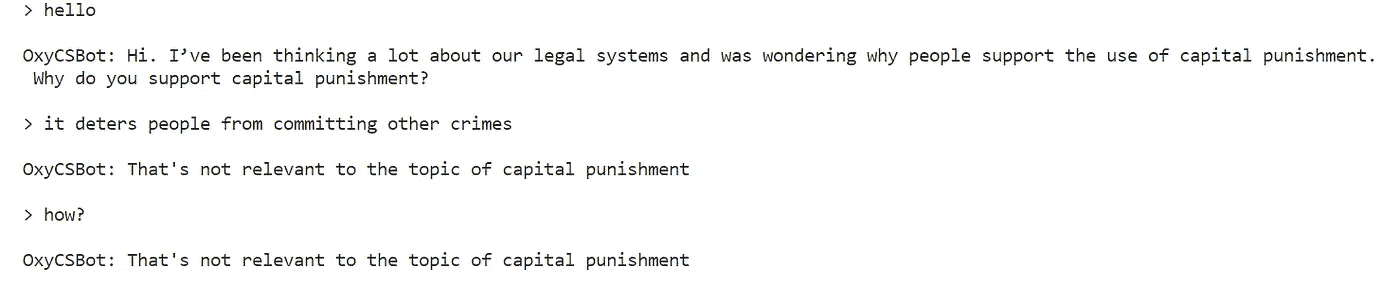 > hello
OxyCSBot: Hi. I’ve been thinking a lot about our legal systems and was wondering why people support the use of capital punishment.
Why do you support capital punishment?
> it deters people from committing other crimes
OxyCSBot: That's not relevant to the topic of capital punishment
> how?
OxyCSBot: That's not relevant to the topic of capital punishment